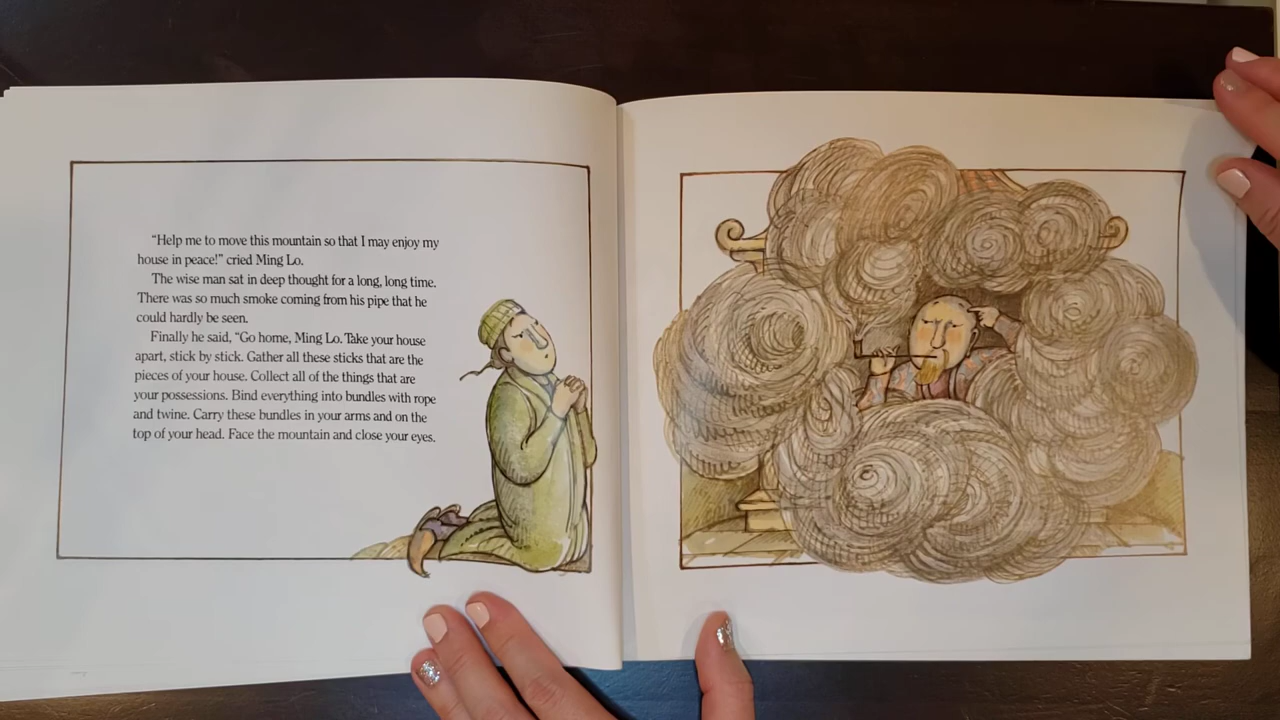 “Help me to move this mountain so that I may enjoy my
house in peace!” cried Ming Lo.
The wise man sat in deep thought for a long, long time.
There was so much smoke coming from his pipe that he
could hardly be seen.
Finally he said, “Go home, Ming Lo. Take your house
apart, stick by stick. Gather all these sticks that are the
pieces of your house. Collect all of the things that are
your possessions. Bind everything into bundles with rope
and twine. Carry these bundles in your arms and on the
top of your head. Face the mountain and close your eyes.